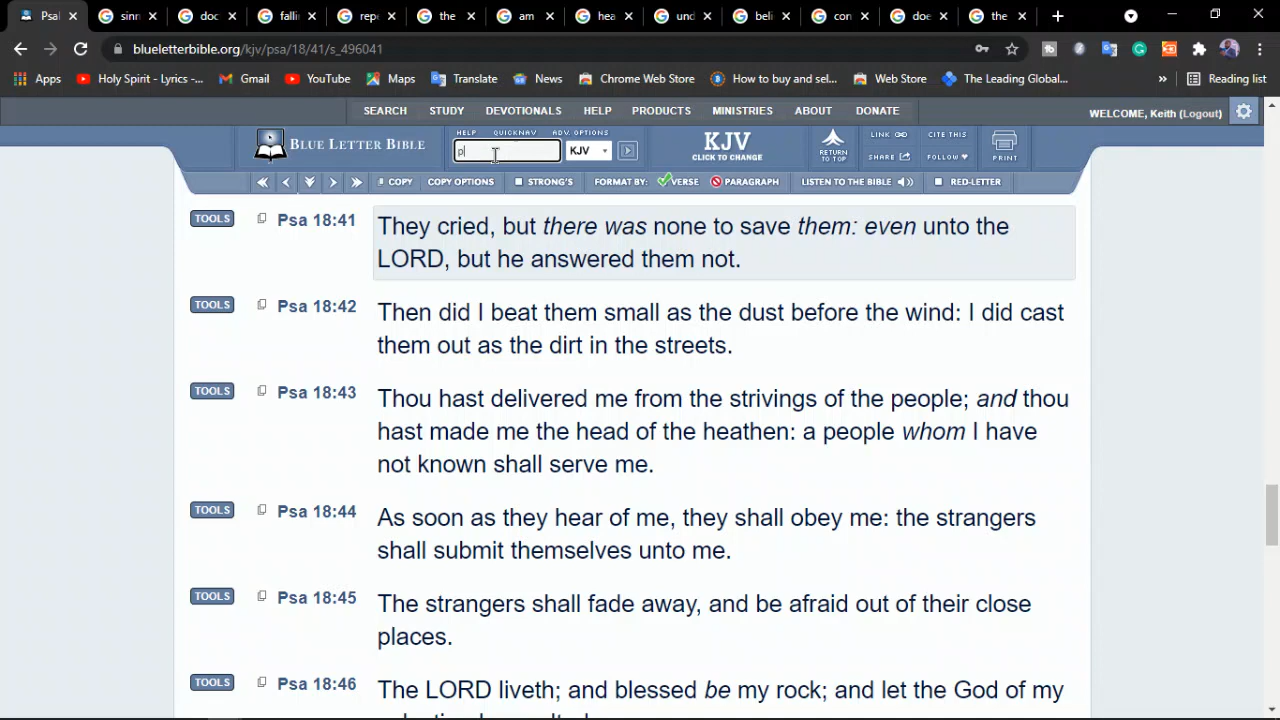 Psal
sinn
doc
falli
repe
the
am
hea
und
beli
con
doe
the
blueletterbible.org/kjv/psa/18/41/s_496041
Apps
Holy Spirit - Lyrics -...
Gmail
YouTube
Maps
Translate
News
Chrome Web Store
How to buy and sel...
Web Store
The Leading Global...
»
Reading list
SEARCH
STUDY
DEVOTIONALS
HELP
PRODUCTS
MINISTRIES
ABOUT
DONATE
WELCOME, Keith (Logout)
BLUE LETTER BIBLE
HELP
QUICKNAV
ADV. OPTIONS
p
KJV
KJV
CLICK TO CHANGE
RETURN
TO TOP
LINK
SHARE
CITE THIS
FOLLOW
PRINT
COPY
COPY OPTIONS
STRONG'S
FORMAT BY:
VERSE
PARAGRAPH
LISTEN TO THE BIBLE
RED-LETTER
TOOLS
Psa 18:41
They cried, but there was none to save them: even unto the
LORD, but he answered them not.
TOOLS
Psa 18:42
Then did I beat them small as the dust before the wind: I did cast
them out as the dirt in the streets.
TOOLS
Psa 18:43
Thou hast delivered me from the strivings of the people; and thou
hast made me the head of the heathen: a people whom I have
not known shall serve me.
TOOLS
Psa 18:44
As soon as they hear of me, they shall obey me: the strangers
shall submit themselves unto me.
TOOLS
Psa 18:45
The strangers shall fade away, and be afraid out of their close
places.
TOOLS
Psa 18:46
The LORD liveth; and blessed be my rock; and let the God of my